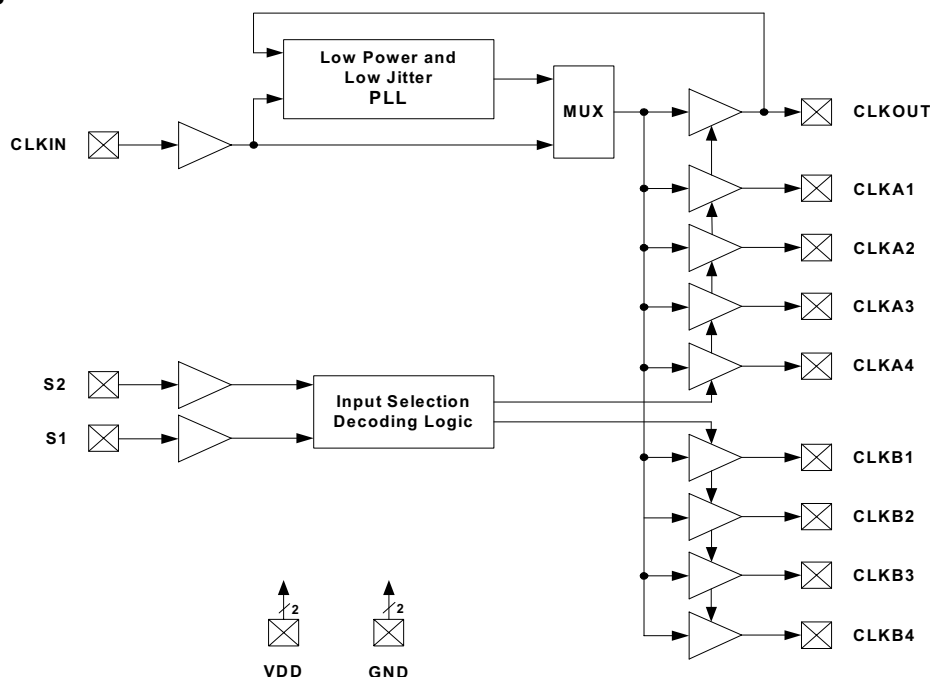 Low Power and
Low Jitter
PLL
MUX
CLKIN
CLKOUT
CLKA1
CLKA2
CLKA3
CLKA4
S2
S1
Input Selection
Decoding Logic
CLKB1
CLKB2
CLKB3
CLKB4
2
2
VDD
GND